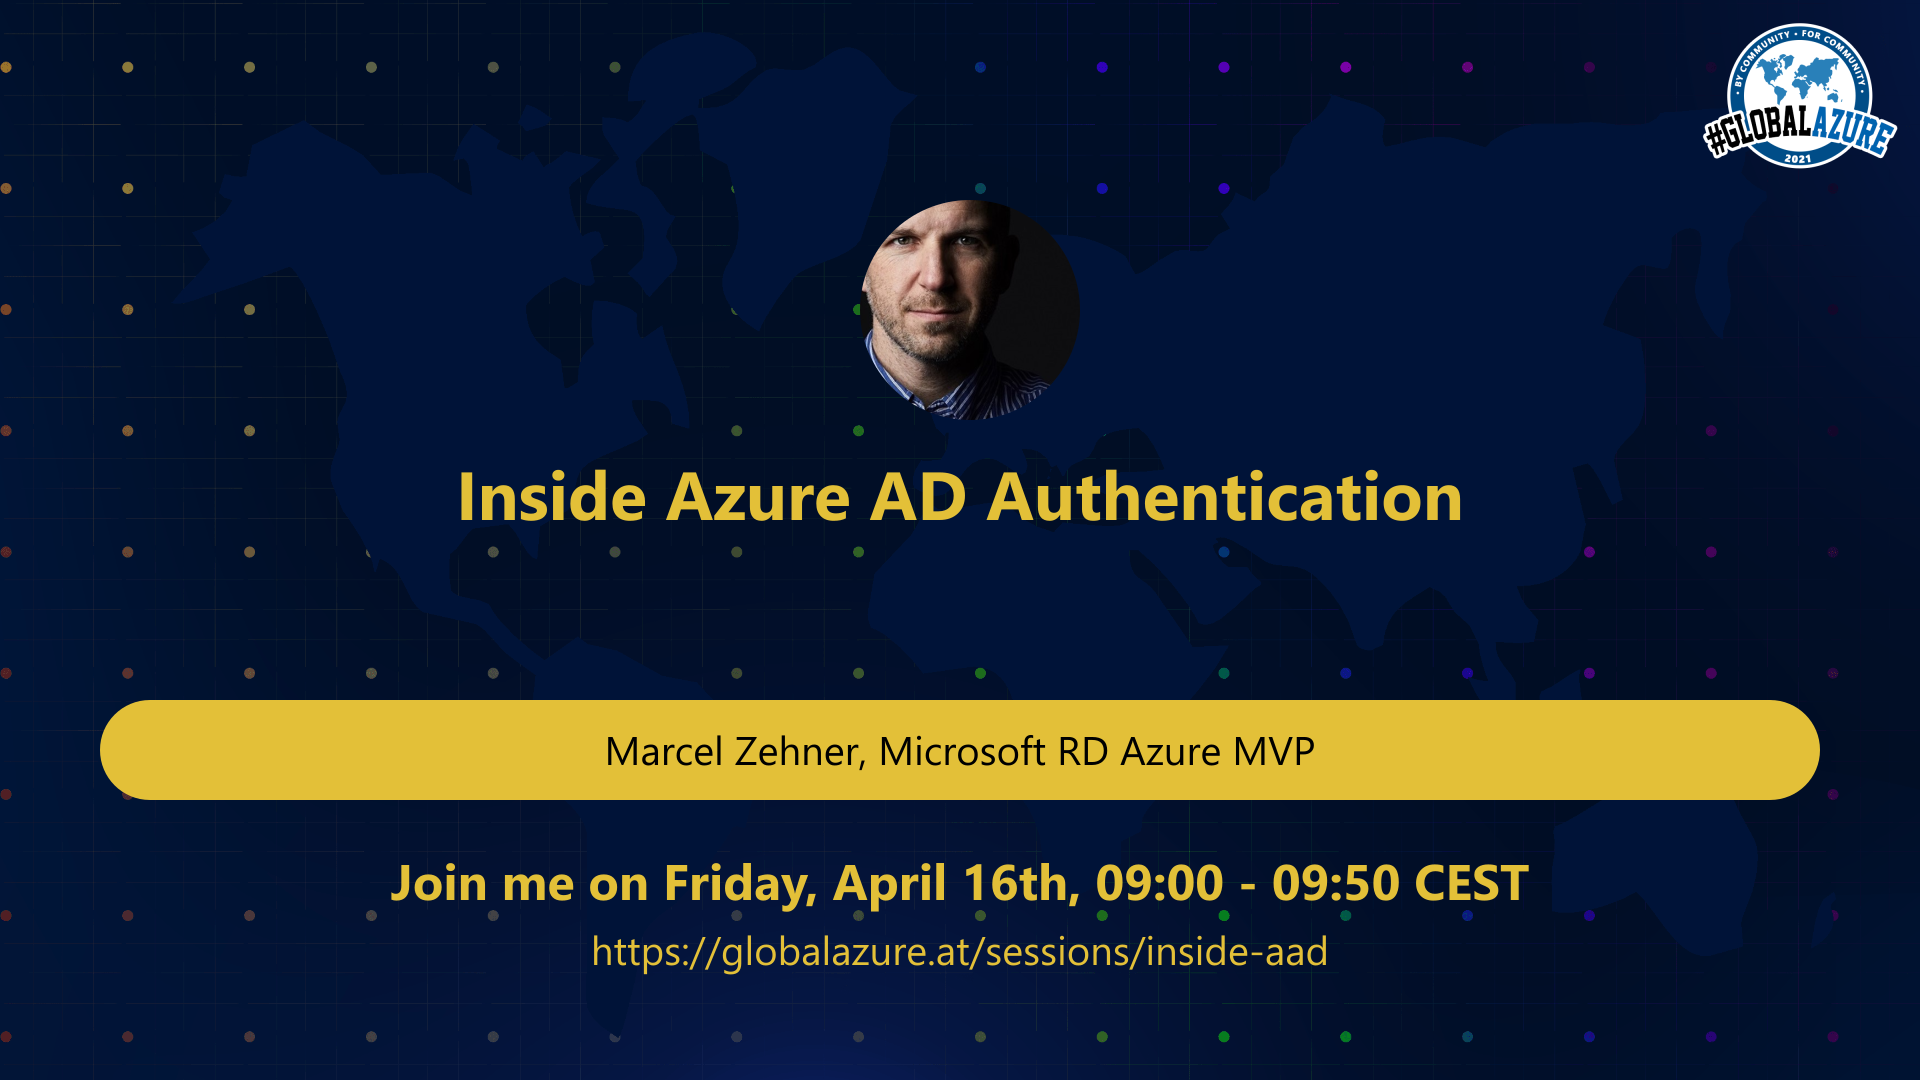 • BY COMMUNITY • FOR COMMUNITY •
#GLOBALAZURE
2021
Inside Azure AD Authentication
Marcel Zehner, Microsoft RD Azure MVP
Join me on Friday, April 16th, 09:00 - 09:50 CEST
https://globalazure.at/sessions/inside-aad